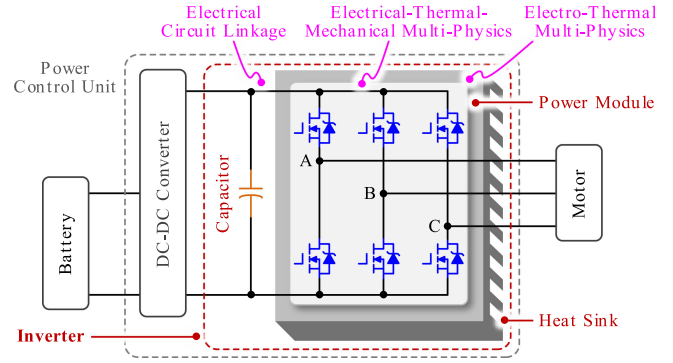 Electrical
Circuit Linkage
Electrical-Thermal-
Mechanical Multi-Physics
Electro-Thermal
Multi-Physics
Power
Control Unit
Power Module
Battery
DC-DC Converter
Capacitor
A
B
C
Motor
Inverter
Heat Sink